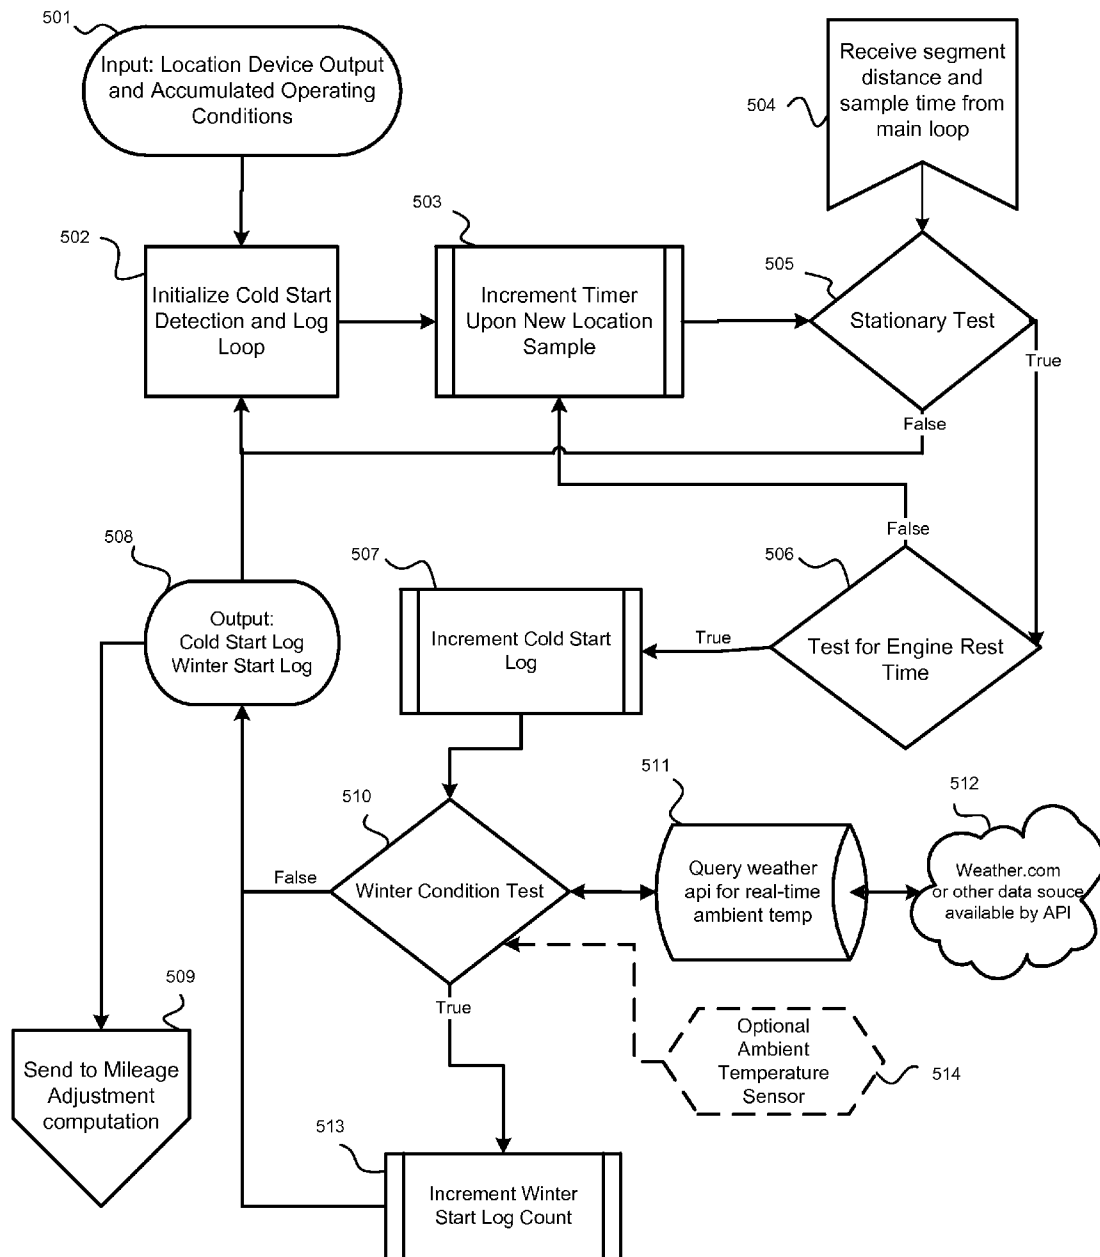 501
Input: Location Device Output
and Accumulated Operating
Conditions
504
Receive segment
distance and
sample time from
main loop
502
Initialize Cold Start
Detection and Log
Loop
503
Increment Timer
Upon New Location
Sample
505
Stationary Test
True
False
508
Output:
Cold Start Log
Winter Start Log
507
Increment Cold Start
Log
True
False
506
Test for Engine Rest
Time
510
Winter Condition Test
False
True
511
Query weather
api for real-time
ambient temp
512
Weather.com
or other data souce
available by API
509
Send to Mileage
Adjustment
computation
Optional
Ambient
Temperature
Sensor
514
513
Increment Winter
Start Log Count